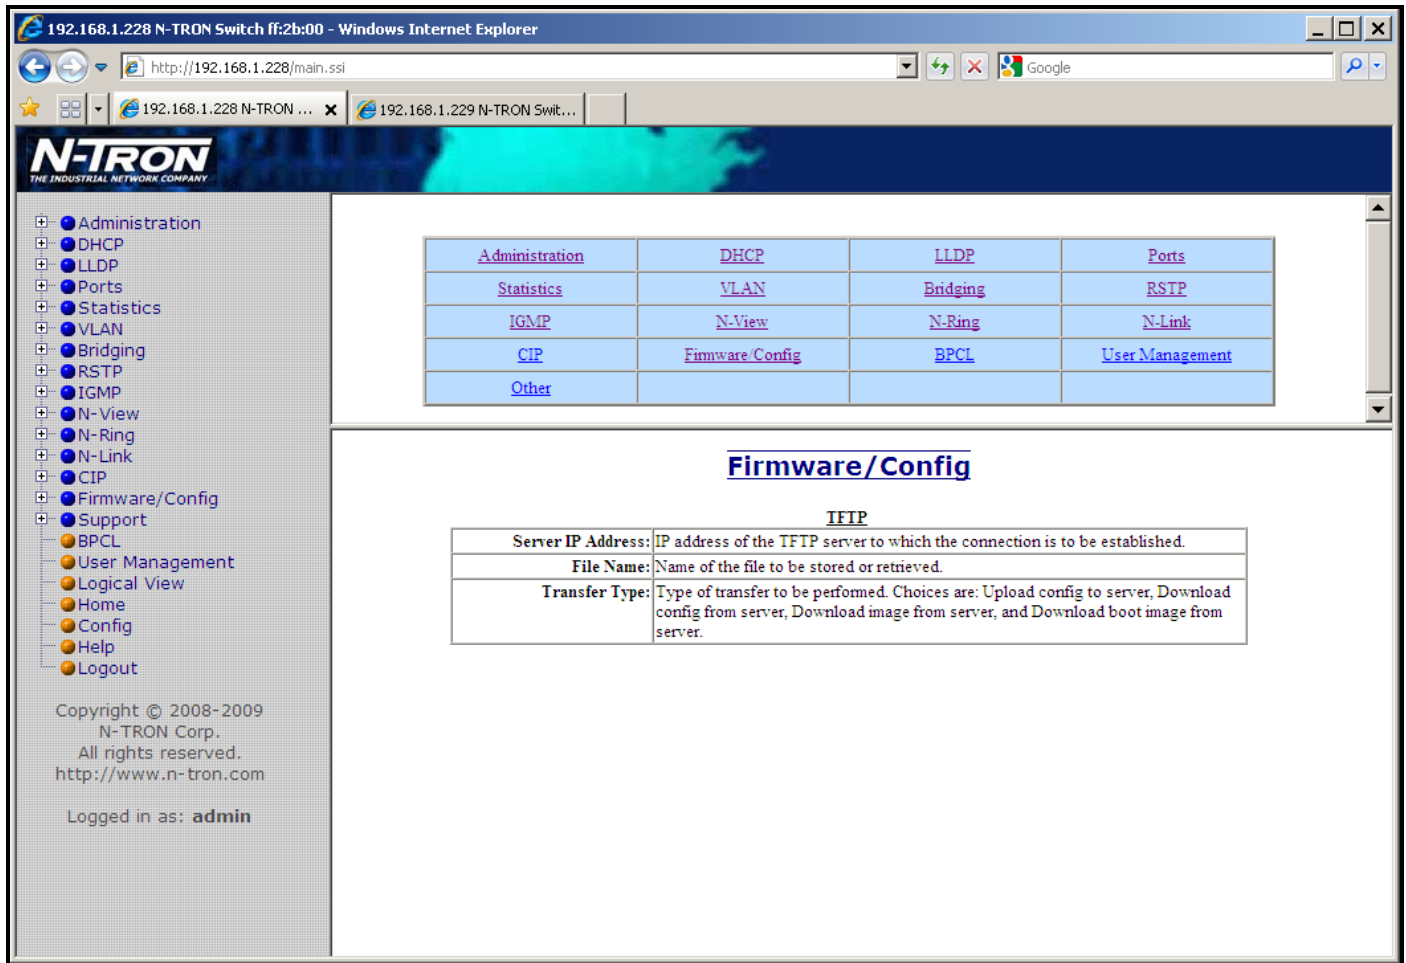 192.168.1.228 N-TRON Switch ff:2b:00 - Windows Internet Explorer
http://192.168.1.228/main.ssi
Google
192.168.1.228 N-TRON ...
192.168.1.229 N-TRON Swit...
N-TRON
THE INDUSTRIAL NETWORK COMPANY
Administration
DHCP
LLDP
Ports
Statistics
VLAN
Bridging
RSTP
IGMP
N-View
N-Ring
N-Link
CIP
Firmware/Config
Support
BPCL
User Management
Logical View
Home
Config
Help
Logout
Copyright © 2008-2009
N-TRON Corp.
All rights reserved.
http://www.n-tron.com
Logged in as: admin
Administration DHCP LLDP Ports
Statistics VLAN Bridging RSTP
IGMP N-View N-Ring N-Link
CIP Firmware/Config BPCL User Management
Other
Firmware/Config
TFTP
Server IP Address: IP address of the TFTP server to which the connection is to be established.
File Name: Name of the file to be stored or retrieved.
Transfer Type: Type of transfer to be performed. Choices are: Upload config to server, Download
config from server, Download image from server, and Download boot image from
server.